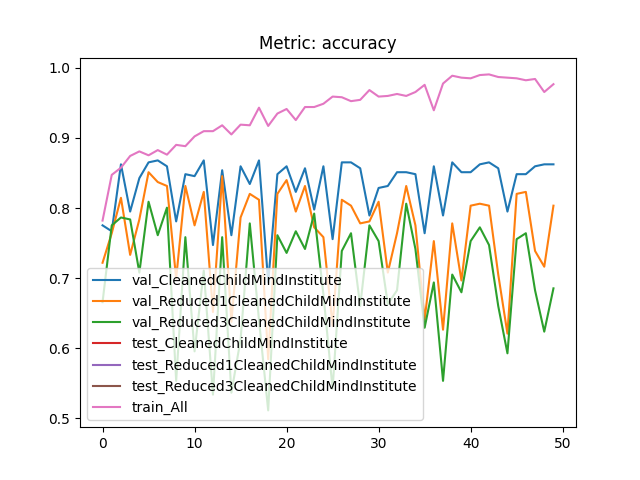 Metric: accuracy
1.0
0.9
0.8
0.7
0.6
0.5
val_CleanedChildMindInstitute
val_Reduced1CleanedChildMindInstitute
val_Reduced3CleanedChildMindInstitute
test_CleanedChildMindInstitute
test_Reduced1CleanedChildMindInstitute
test_Reduced3CleanedChildMindInstitute
train_All
0 10 20 30 40 50